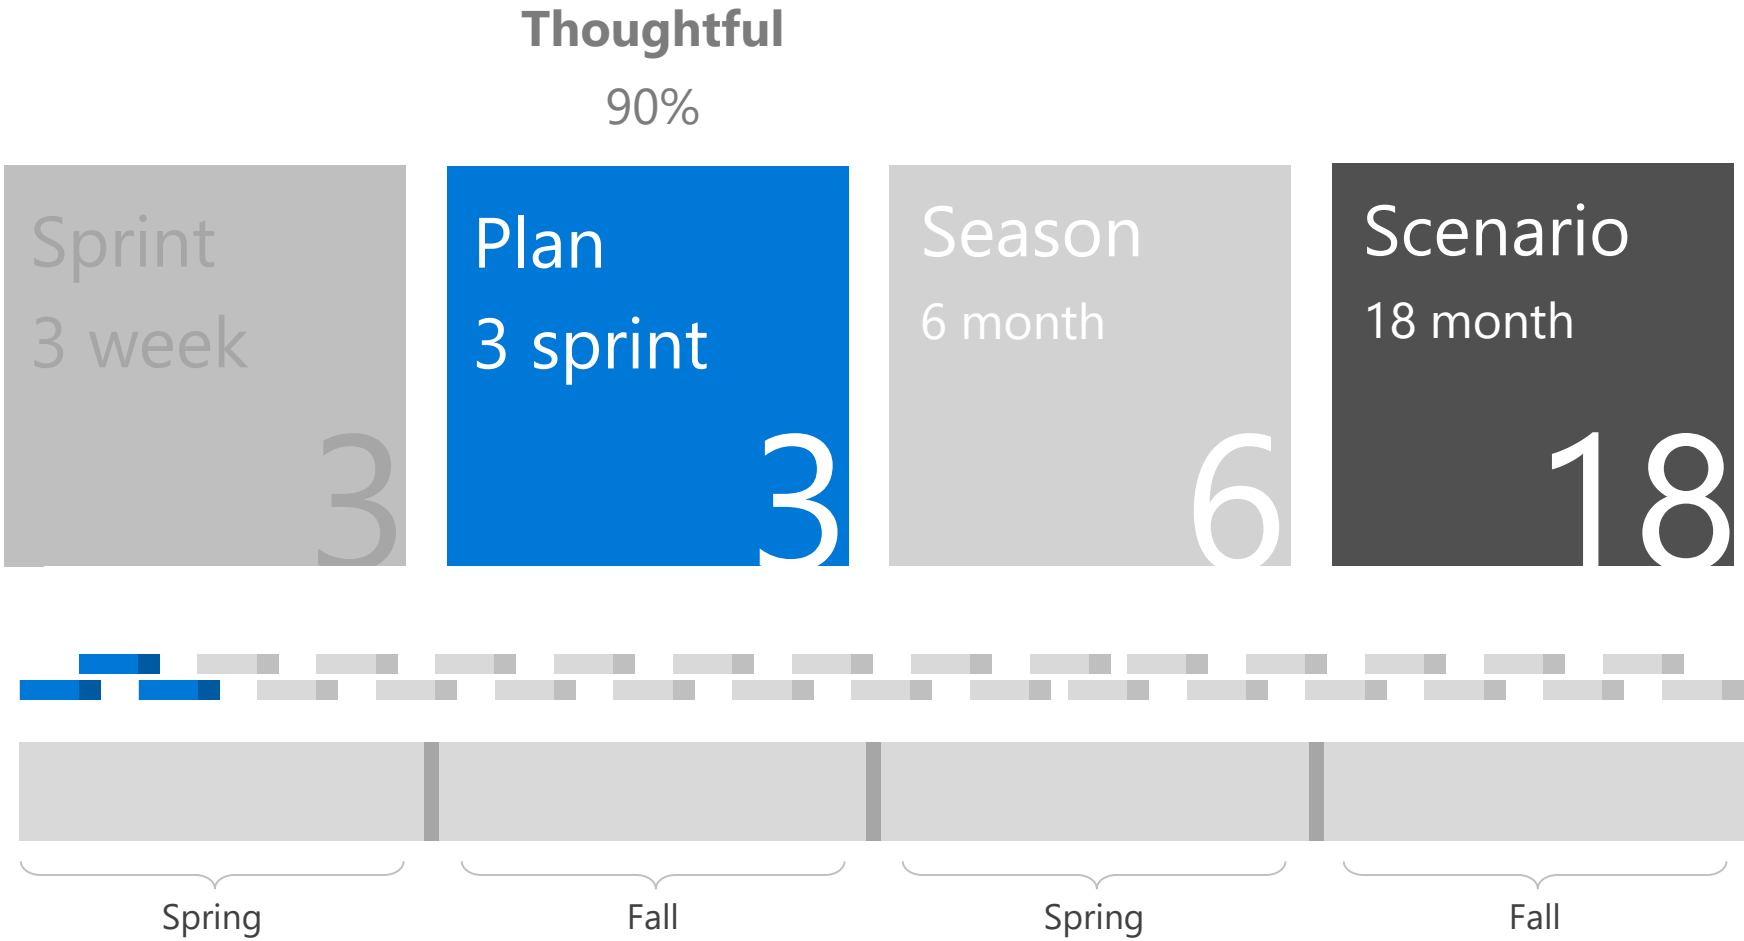 Thoughtful
90%
Sprint
3 week
3
Plan
3 sprint
3
Season
6 month
6
Scenario
18 month
18
Spring
Fall
Spring
Fall